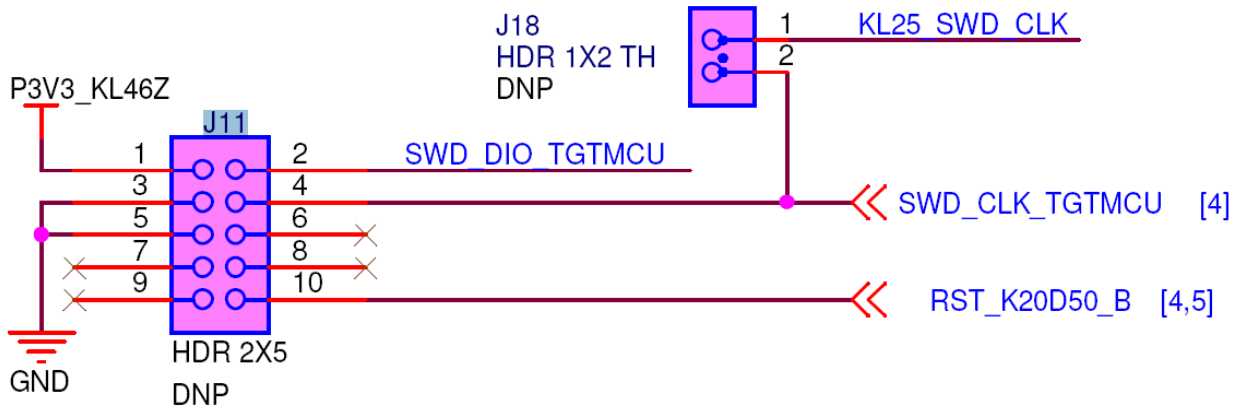 J18
HDR 1X2 TH
DNP
1
2
KL25_SWD_CLK
P3V3_KL46Z
J11
1
2
SWD_DIO_TGTMCU
3
4
SWD_CLK_TGTMCU [4]
5
6
7
8
9
10
RST_K20D50_B [4,5]
GND
HDR 2X5
DNP